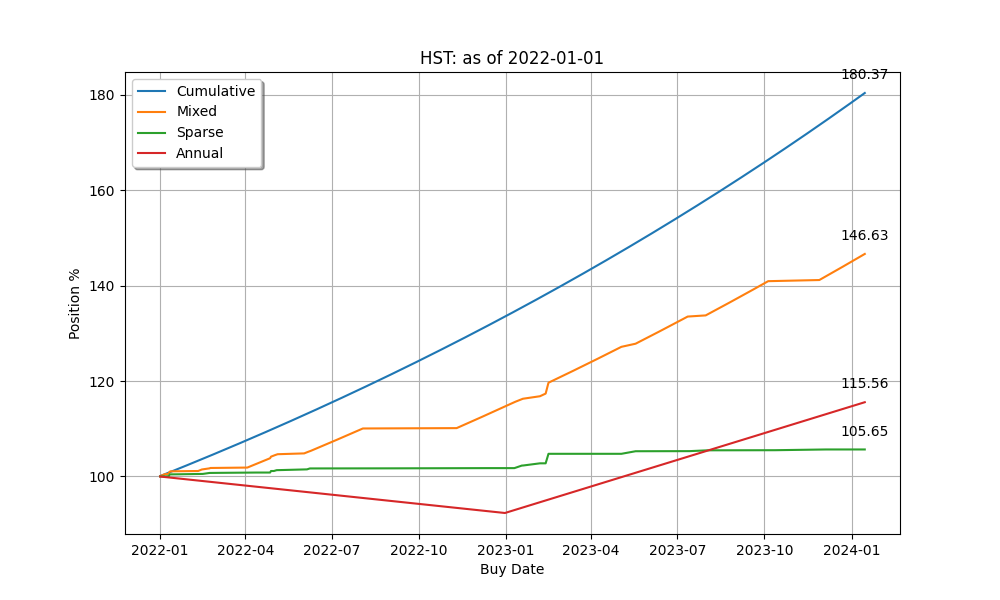 HST: as of 2022-01-01
180.37
180
Cumulative
Mixed
Sparse
Annual
160
146.63
140
Position %
120
115.56
105.65
100
2022-01 2022-04 2022-07 2022-10 2023-01 2023-04 2023-07 2023-10 2024-01
Buy Date